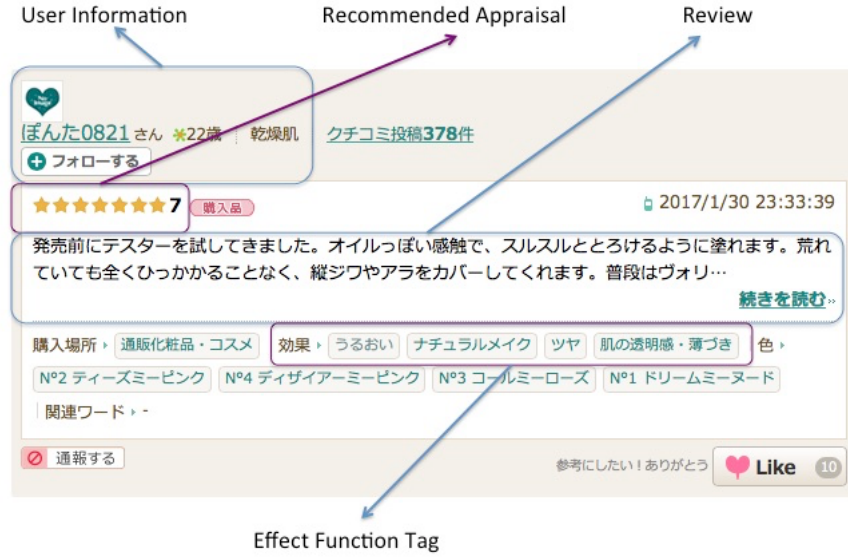 User Information
Recommended Appraisal
Review
ぽんた0821 さん 22歳 乾燥肌 クチコミ投稿378件
フォローする
7 購入品 2017/1/30 23:33:39
発売前にテスターを試してきました。オイルっぽい感触で、スルスルととろけるように塗れます。荒れ
ていても全くひっかかることなく、縦ジワやアラをカバーしてくれます。普段はヴォリ…
続きを読む»
購入場所 通販化粧品・コスメ 効果 うるおい ナチュラルメイク ツヤ 肌の透明感・薄づき 色
Nº2 ティーズミーピンク Nº4 ディザイアーミーピンク Nº3 コールミーローズ Nº1 ドリームミーヌード
関連ワード -
通報する 参考にしたい！ありがとう Like 10
Effect Function Tag